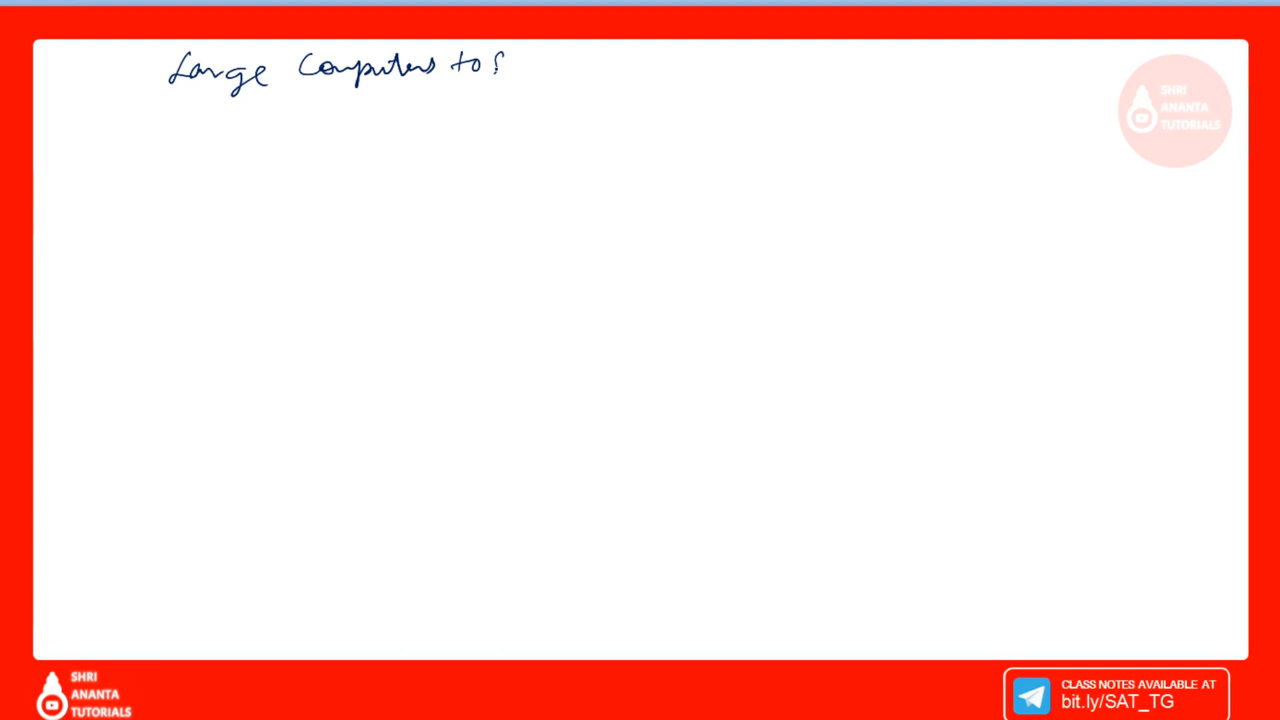 Large Computers to
SHRI
ANANTA
TUTORIALS
SHRI
ANANTA
TUTORIALS
CLASS NOTES AVAILABLE AT
bit.ly/SAT_TG